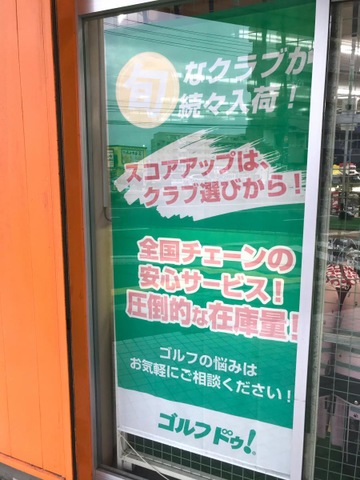 旬なクラブが
続々入荷！
スコアアップは、
クラブ選びから！
全国チェーンの
安心サービス！
圧倒的な在庫量！
ゴルフの悩みは
お気軽にご相談ください！
ゴルフドゥ！